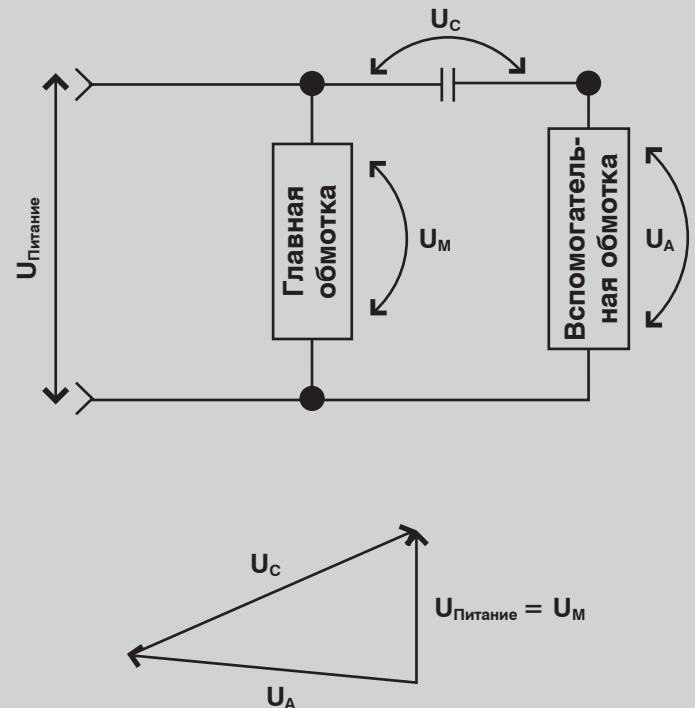 U_C
U_Питание
Главная
обмотка
U_M
Вспомогатель-
ная обмотка
U_A
U_C
U_Питание = U_M
U_A